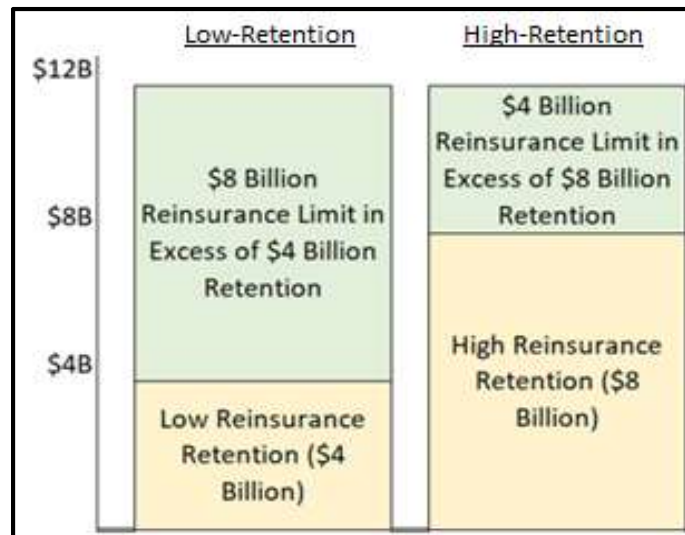 Low-Retention
High-Retention
$12B
$8B
$4B
$8 Billion
Reinsurance Limit in
Excess of $4 Billion
Retention
Low Reinsurance
Retention ($4
Billion)
$4 Billion
Reinsurance Limit in
Excess of $8 Billion
Retention
High Reinsurance
Retention ($8
Billion)